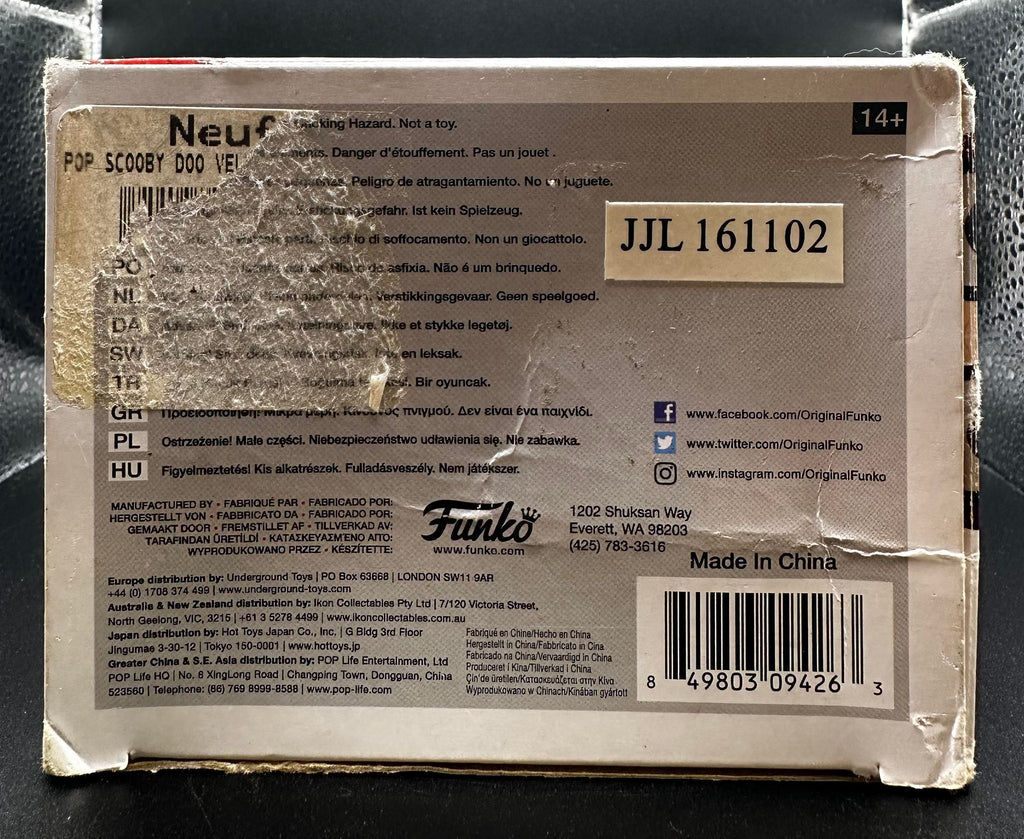 Neuf
POP SCOOBY DOO VEL
Hazard. Not a toy.
Danger d'étouffement. Pas un jouet .
Peligro de atragantamiento. No un juguete.
Ist kein Spielzeug.
di soffocamento. Non un giocattolo.
PO asfixia. Não é um brinquedo.
NL Verstikkingsgevaar. Geen speelgoed.
DA Ikke et stykke legetøj.
SW en leksak.
TR Bir oyuncak.
GR Προειδοποίηση! Μικρά μέρη. Κίνδυνος πνιγμού. Δεν είναι ένα παιχνίδι.
PL Ostrzeżenie! Małe części. Niebezpieczeństwo udławienia się. Nie zabawka.
HU Figyelmeztetés! Kis alkatrészek. Fulladásveszély. Nem játékszer.
14+
JJL 161102
www.facebook.com/OriginalFunko
www.twitter.com/OriginalFunko
www.instagram.com/OriginalFunko
MANUFACTURED BY • FABRIQUÉ PAR • FABRICADO POR:
HERGESTELLT VON • FABBRICATO DA • FABRICADO POR:
GEMAAKT DOOR • FREMSTILLET AF • TILLVERKAD AV:
TARAFINDAN ÜRETİLDİ • ΚΑΤΑΣΚΕΥΑΣΜΈΝΟ ΑΠΌ:
WYPRODUKOWANO PRZEZ • KÉSZÍTETTE:
Funko
www.funko.com
1202 Shuksan Way
Everett, WA 98203
(425) 783-3616
Made In China
Europe distribution by: Underground Toys | PO Box 63668 | LONDON SW11 9AR
+44 (0) 1708 374 499 | www.underground-toys.com
Australia & New Zealand distribution by: Ikon Collectables Pty Ltd | 7/120 Victoria Street,
North Geelong, VIC, 3215 | +61 3 5278 4499 | www.ikoncollectables.com.au
Japan distribution by: Hot Toys Japan Co., Inc. | G Bldg 3rd Floor
Jingumae 3-30-12 | Tokyo 150-0001 | www.hottoys.jp
Greater China & S.E. Asia distribution by: POP Life Entertainment, Ltd
POP Life HQ | No. 6 XingLong Road | Changping Town, Dongguan, China
523560 | Telephone: (86) 769 8999-8588 | www.pop-life.com
Fabriqué en Chine/Hecho en China
Hergestellt in China/Fabbricato in Cina
Fabricado na China/Vervaardigd in China
Produceret i Kina/Tillverkad i China
Çin'de üretilen/Κατασκευάζεται στην Κίνα
Wyprodukowano w Chinach/Kínában gyártott
8 49803 09426 3